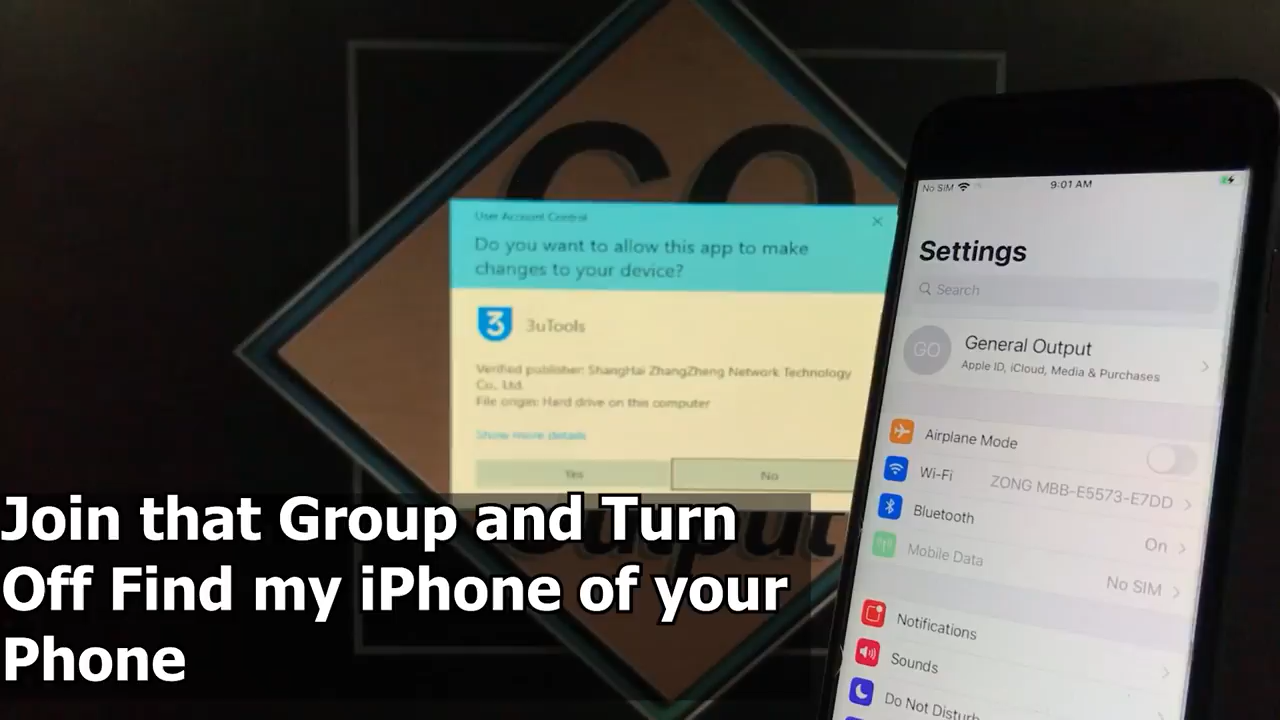 GO
User Account Control
Do you want to allow this app to make
changes to your device?
3uTools
Verified publisher: ShangHai ZhangZheng Network Technology
Co., Ltd.
File origin: Hard drive on this computer
Show more details
Yes
No
Output
No SIM
9:01 AM
Settings
Search
GO
General Output
Apple ID, iCloud, Media & Purchases
Airplane Mode
Wi-Fi
ZONG MBB-E5573-E7DD
Bluetooth
On
Mobile Data
No SIM
Notifications
Sounds
Do Not Disturb
Join that Group and Turn
Off Find my iPhone of your
Phone